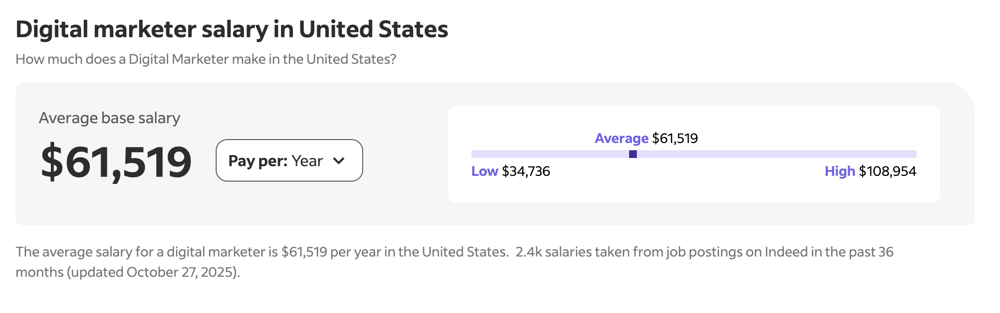 Digital marketer salary in United States
How much does a Digital Marketer make in the United States?
Average base salary
$61,519
Pay per: Year
Average $61,519
Low $34,736
High $108,954
The average salary for a digital marketer is $61,519 per year in the United States.  2.4k salaries taken from job postings on Indeed in the past 36
months (updated October 27, 2025).